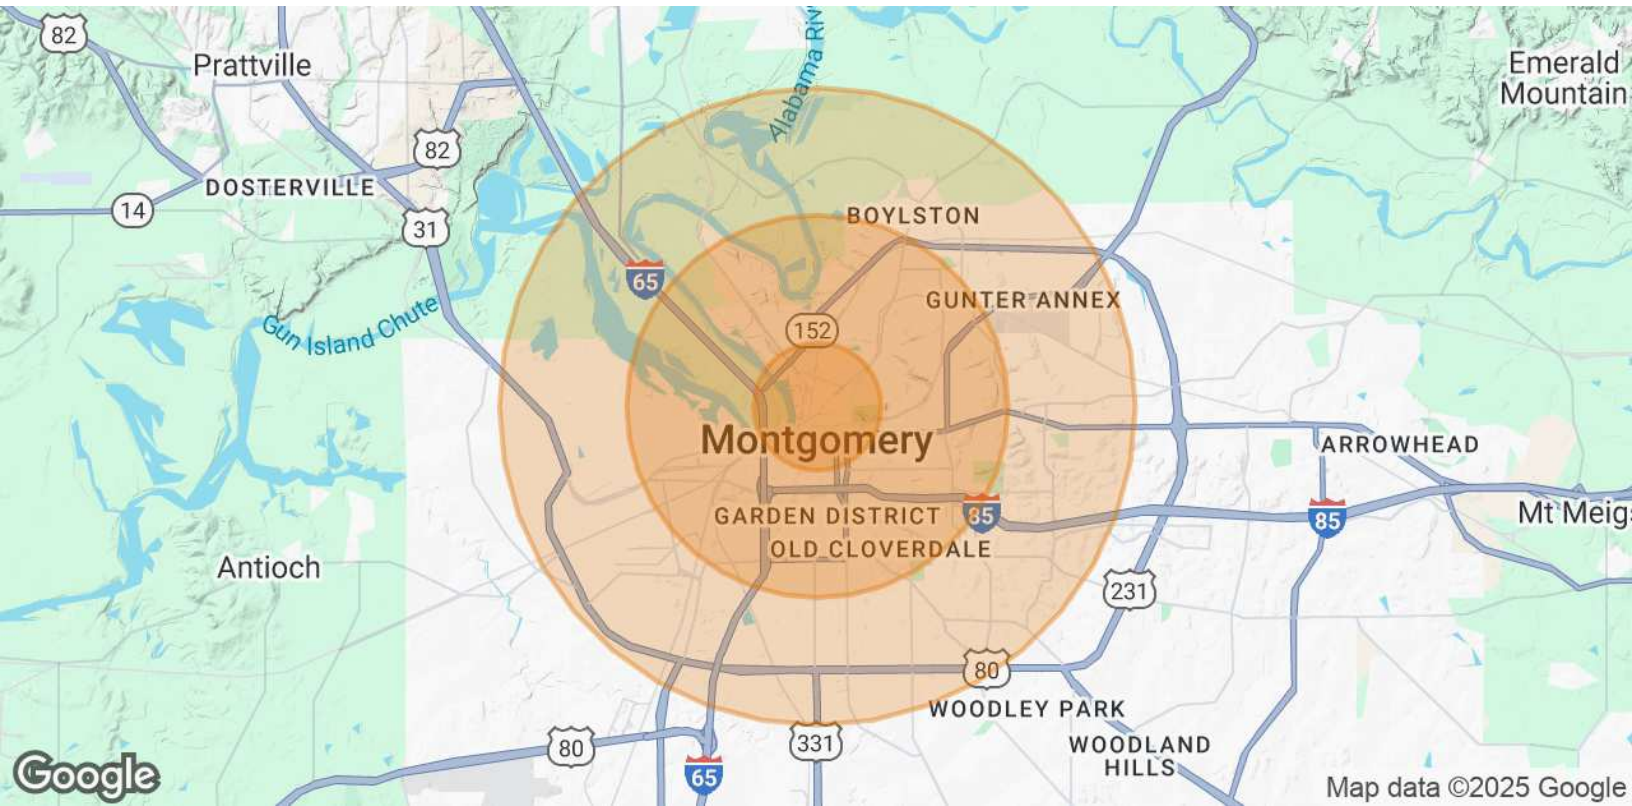 82
Prattville
Alabama Riv
Emerald
Mountain
82
DOSTERVILLE
14
31
BOYLSTON
65
GUNTER ANNEX
Gun Island Chute
152
Montgomery
ARROWHEAD
GARDEN DISTRICT
85
85
Mt Meigs
OLD CLOVERDALE
Antioch
231
80
WOODLEY PARK
80
331
WOODLAND
HILLS
65
Google
Map data ©2025 Google